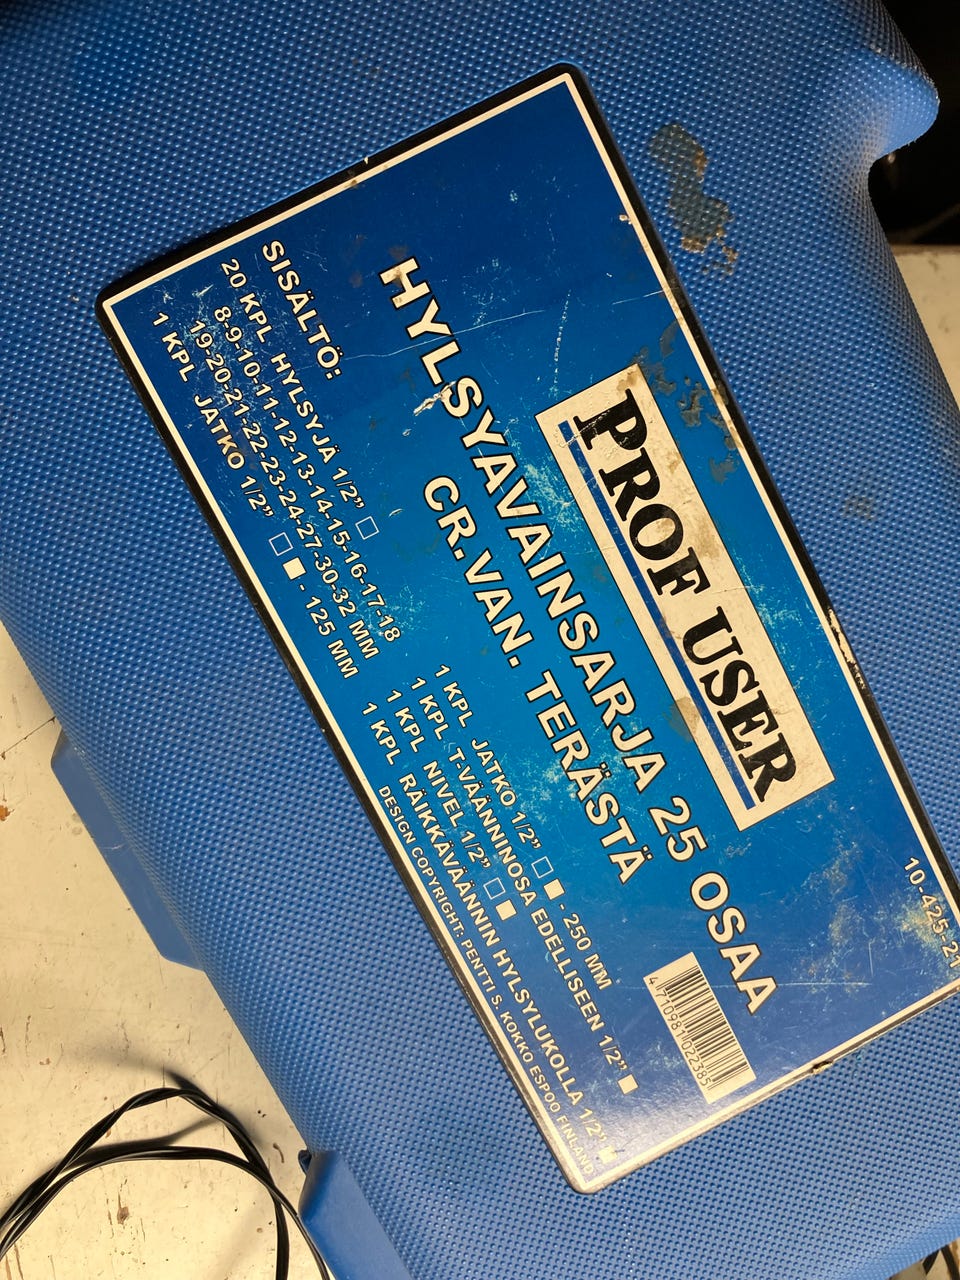 PROF USER
10-425-21
HYLSYAVAINSARJA 25 OSAA
CR.VAN. TERÄSTÄ
4 710981 022385
SISÄLTÖ:
20 KPL HYLSYJÄ 1/2” □
8-9-10-11-12-13-14-15-16-17-18
19-20-21-22-23-24-27-30-32 MM
1 KPL JATKO 1/2” □ ■ - 125 MM
1 KPL JATKO 1/2” □ ■ - 250 MM
1 KPL T-VÄÄNNINOSA EDELLISEEN 1/2” ■
1 KPL NIVEL 1/2” □ ■
1 KPL RÄIKKÄVÄÄNNIN HYLSYLUKOLLA 1/2” ■
DESIGN COPYRIGHT: PENTTI S. KOKKO ESPOO FINLAND